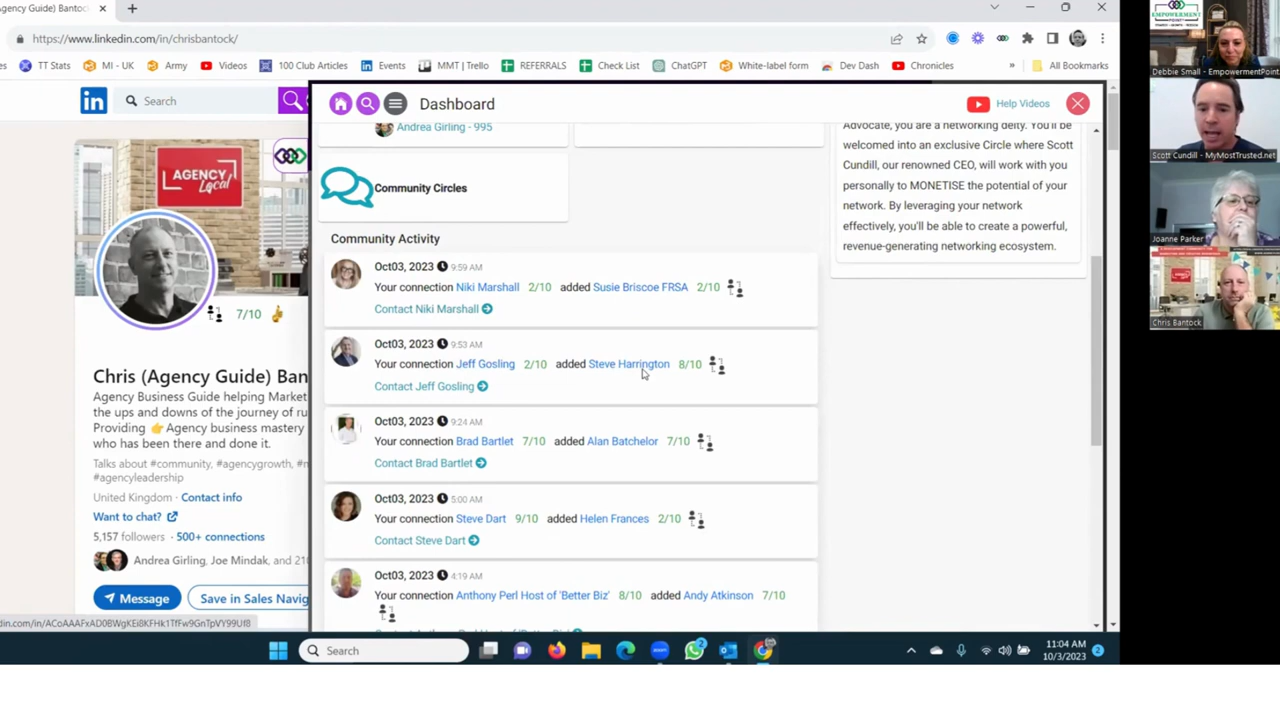 Agency Guide) Bantock
https://www.linkedin.com/in/chrisbantock/
TT Stats
MI - UK
Army
Videos
100 Club Articles
Events
MMT | Trello
REFERRALS
Check List
ChatGPT
White-label form
Dev Dash
Chronicles
»
All Bookmarks
in
Search
Dashboard
Help Videos
Andrea Girling - 995
Community Circles
Advocate, you are a networking deity. You'll be
welcomed into an exclusive Circle where Scott
Cundill, our renowned CEO, will work with you
personally to MONETISE the potential of your
network. By leveraging your network
effectively, you'll be able to create a powerful,
revenue-generating networking ecosystem.
Community Activity
Oct03, 2023 9:59 AM
Your connection Niki Marshall 2/10 added Susie Briscoe FRSA 2/10
Contact Niki Marshall
Oct03, 2023 9:53 AM
Your connection Jeff Gosling 2/10 added Steve Harrington 8/10
Contact Jeff Gosling
Oct03, 2023 9:24 AM
Your connection Brad Bartlet 7/10 added Alan Batchelor 7/10
Contact Brad Bartlet
Oct03, 2023 5:00 AM
Your connection Steve Dart 9/10 added Helen Frances 2/10
Contact Steve Dart
Oct03, 2023 4:19 AM
Your connection Anthony Perl Host of 'Better Biz' 8/10 added Andy Atkinson 7/10
AGENCY
Local
7/10
Chris (Agency Guide) Ban
Agency Business Guide helping Market
the ups and downs of the journey of ru
Providing 👉 Agency business mastery
who has been there and done it.
Talks about #community, #agencygrowth, #n
#agencyleadership
United Kingdom · Contact info
Want to chat?
5,157 followers · 500+ connections
Andrea Girling, Joe Mindak, and 210
Message
Save in Sales Navig
Search
2
11:04 AM
10/3/2023
2
EMPOWERMENT
POINT
Debbie Small - EmpowermentPoint
Scott Cundill - MyMostTrusted.net
Joanne Parker
Chris Bantock